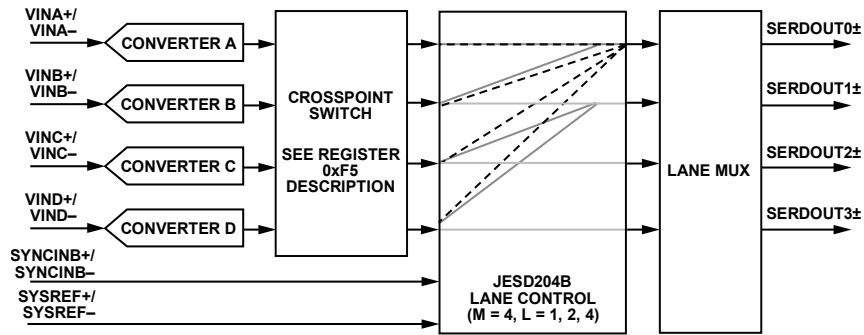 VINA+/
VINA–
CONVERTER A
VINB+/
VINB–
CONVERTER B
VINC+/
VINC–
CONVERTER C
VIND+/
VIND–
CONVERTER D
SYNCINB+/
SYNCINB–
SYSREF+/
SYSREF–
CROSSPOINT
SWITCH
SEE REGISTER
0xF5
DESCRIPTION
JESD204B
LANE CONTROL
(M = 4, L = 1, 2, 4)
LANE MUX
SERDOUT0±
SERDOUT1±
SERDOUT2±
SERDOUT3±